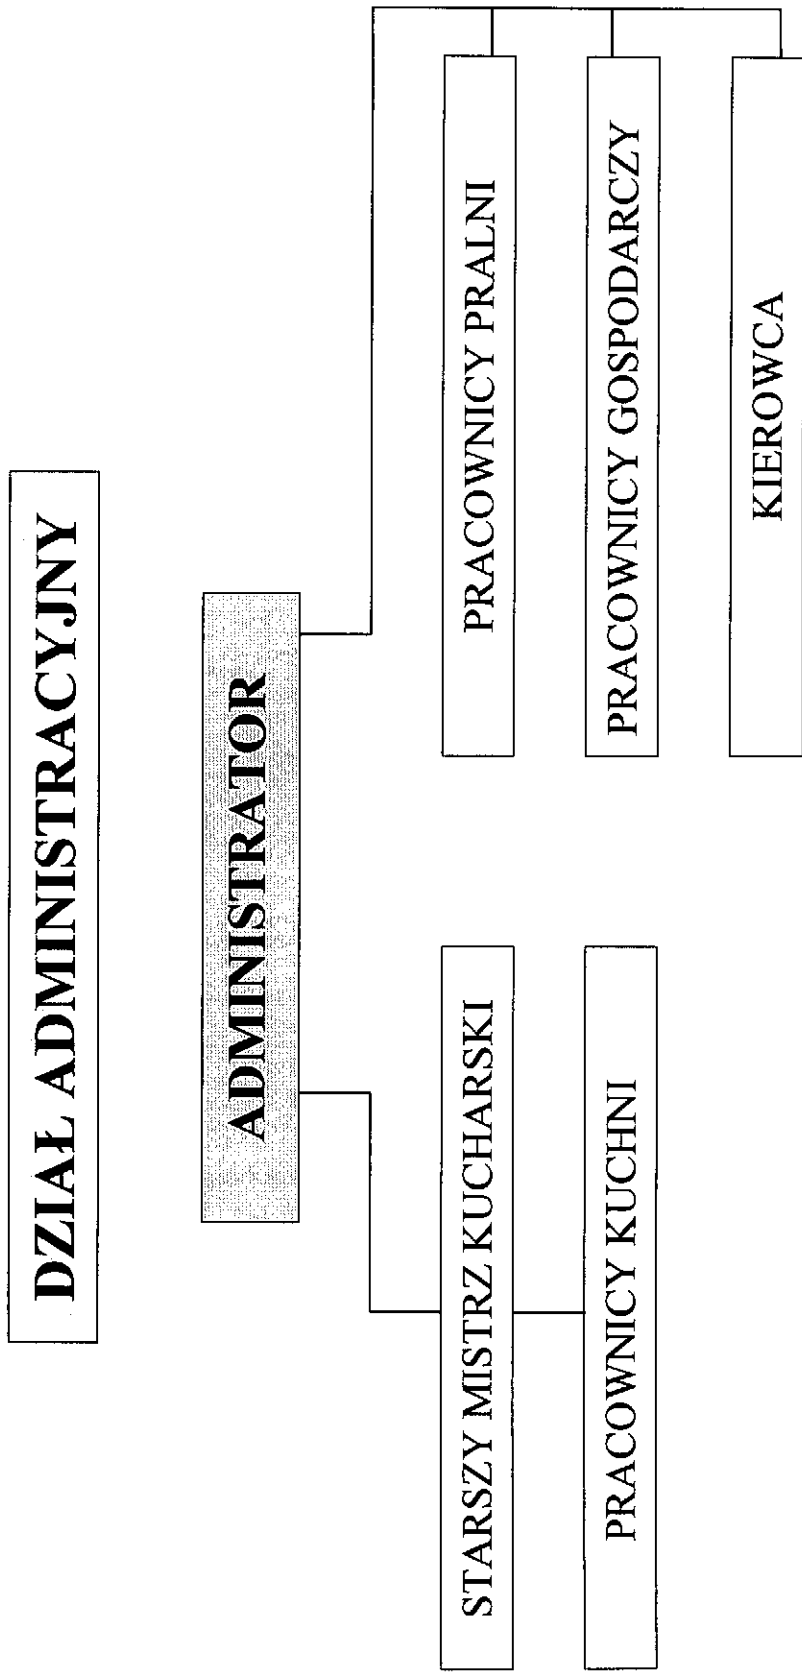 DZIAŁ ADMINISTRACYJNY
ADMINISTRATOR
STARSZY MISTRZ KUCHARSKI
PRACOWNICY KUCHNI
PRACOWNICY PRALNI
PRACOWNICY GOSPODARCZY
KIEROWCA